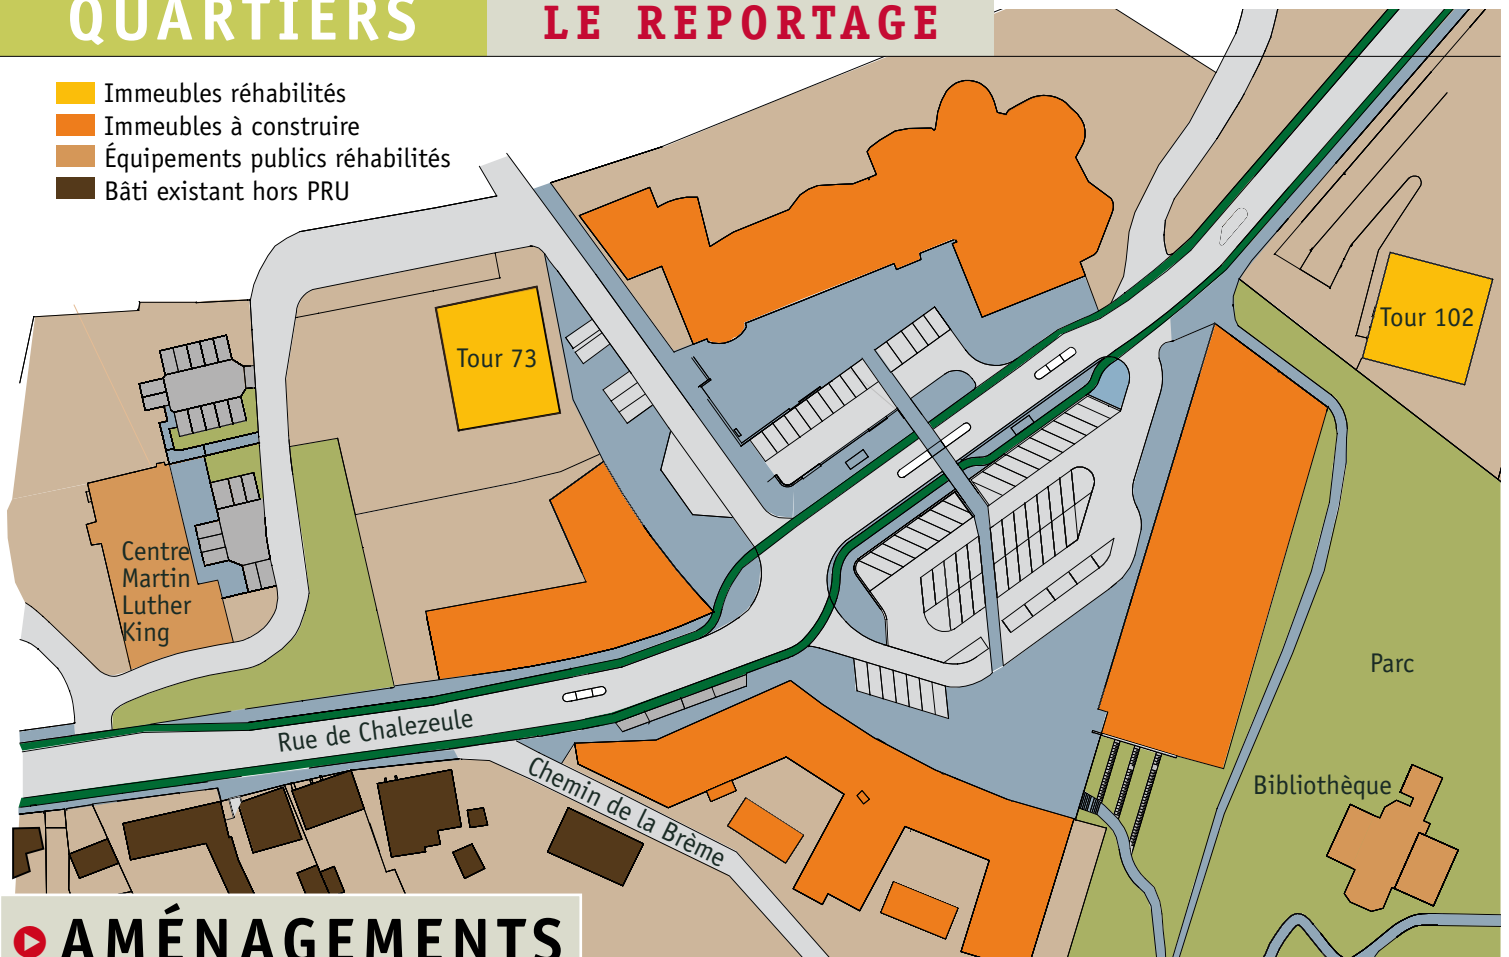 QUARTIERS
LE REPORTAGE
Immeubles réhabilités
Immeubles à construire
Équipements publics réhabilités
Bâti existant hors PRU
Tour 73
Tour 102
Centre
Martin
Luther
King
Parc
Rue de Chalezeule
Chemin de la Brème
Bibliothèque
AMÉNAGEMENTS